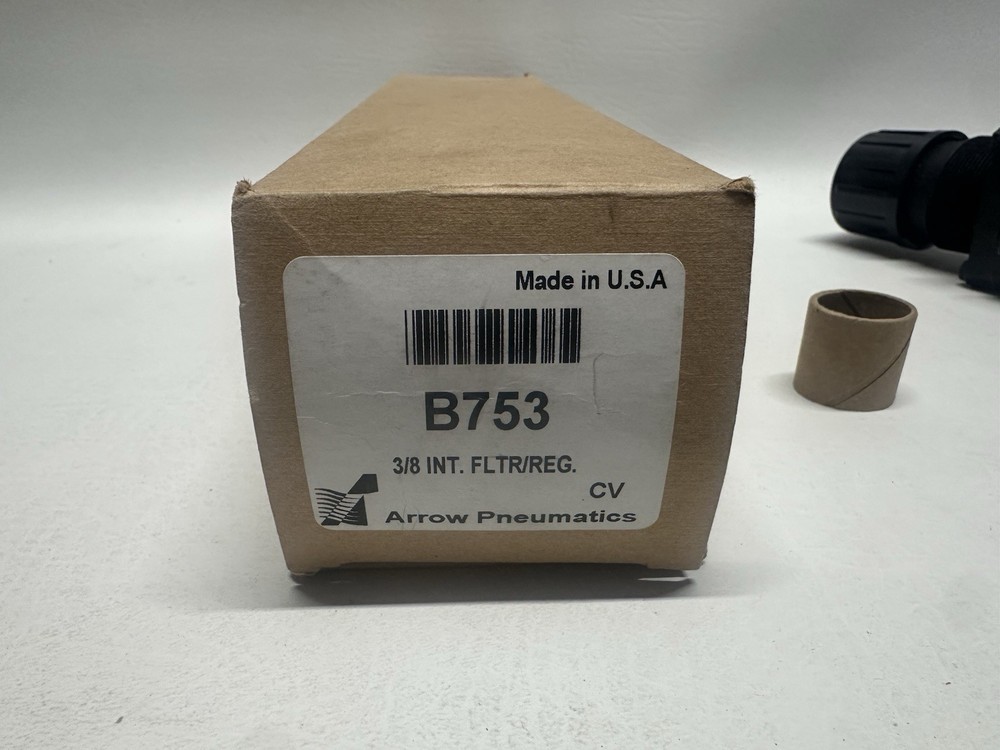 Made in U.S.A
B753
3/8 INT. FLTR/REG.
CV
Arrow Pneumatics